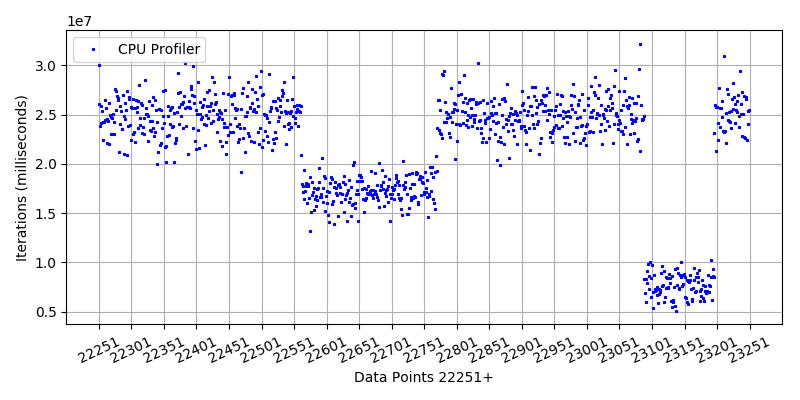 1e7
CPU Profiler
3.0
2.5
2.0
1.5
1.0
0.5
Iterations (milliseconds)
22251 22301 22351 22401 22451 22501 22551 22601 22651 22701 22751 22801 22851 22901 22951 23001 23051 23101 23151 23201 23251
Data Points 22251+